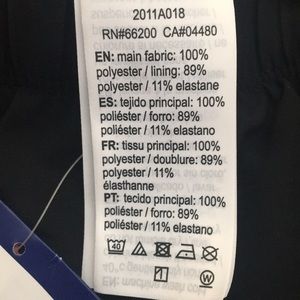 2011A018
RN#66200 CA#04480
EN: main fabric: 100%
polyester / lining: 89%
polyester / 11% elastane
ES: tejido principal: 100%
poliéster / forro: 89%
poliéster / 11% elastano
FR: tissu principal: 100%
polyester / doublure: 89%
polyester / 11%
élasthanne
PT: tecido principal: 100%
poliéster / forro: 89%
poliéster / 11% elastano
40
W